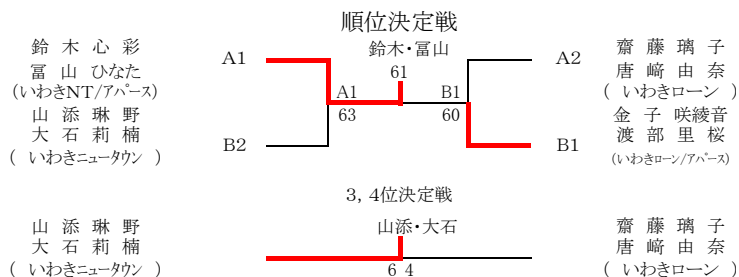 順位決定戦
鈴 木 心 彩
冨 山 ひなた
(いわきNT/アパース)
A1
鈴木・冨山
61
A1
63
B1
60
A2
齋 藤 璃 子
唐 﨑 由 奈
( いわきローン )
山 添 琳 野
大 石 莉 楠
( いわきニュータウン )
B2
B1
金 子 咲綾音
渡 部 里 桜
(いわきローン/アパース)
3, 4位決定戦
山 添 琳 野
大 石 莉 楠
( いわきニュータウン )
山添・大石
6 4
齋 藤 璃 子
唐 﨑 由 奈
( いわきローン )